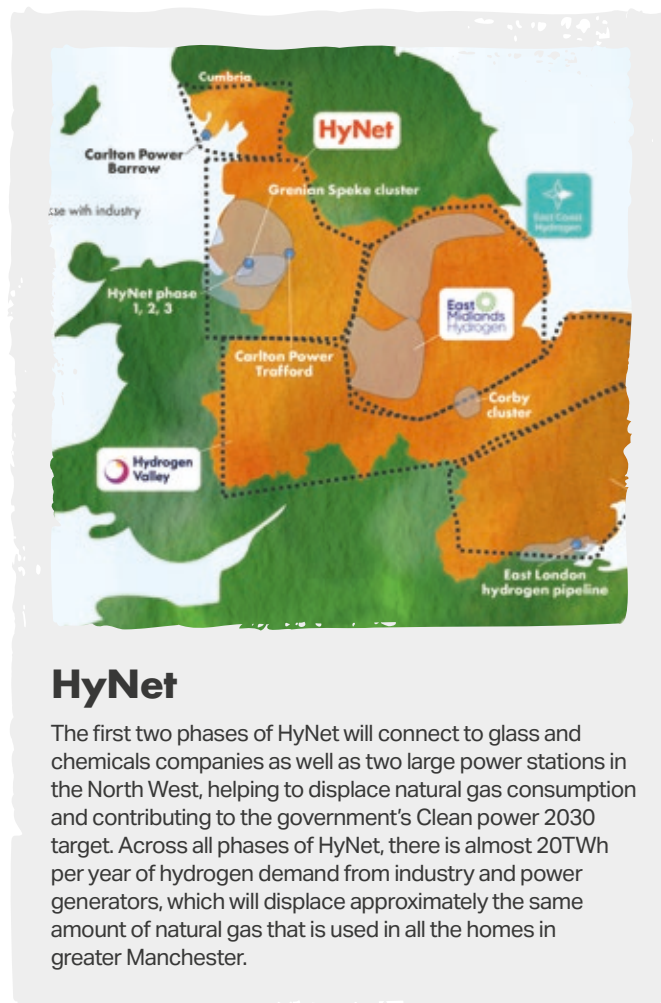 Cumbria
HyNet
Carlton Power
Barrow
Grenian Speke cluster
se with industry
East Coast
Hydrogen
HyNet phase
1, 2, 3
East
Midlands
Hydrogen
Carlton Power
Trafford
Corby
cluster
Hydrogen
Valley
East London
hydrogen pipeline
HyNet
The first two phases of HyNet will connect to glass and
chemicals companies as well as two large power stations in
the North West, helping to displace natural gas consumption
and contributing to the government’s Clean power 2030
target. Across all phases of HyNet, there is almost 20TWh
per year of hydrogen demand from industry and power
generators, which will displace approximately the same
amount of natural gas that is used in all the homes in
greater Manchester.